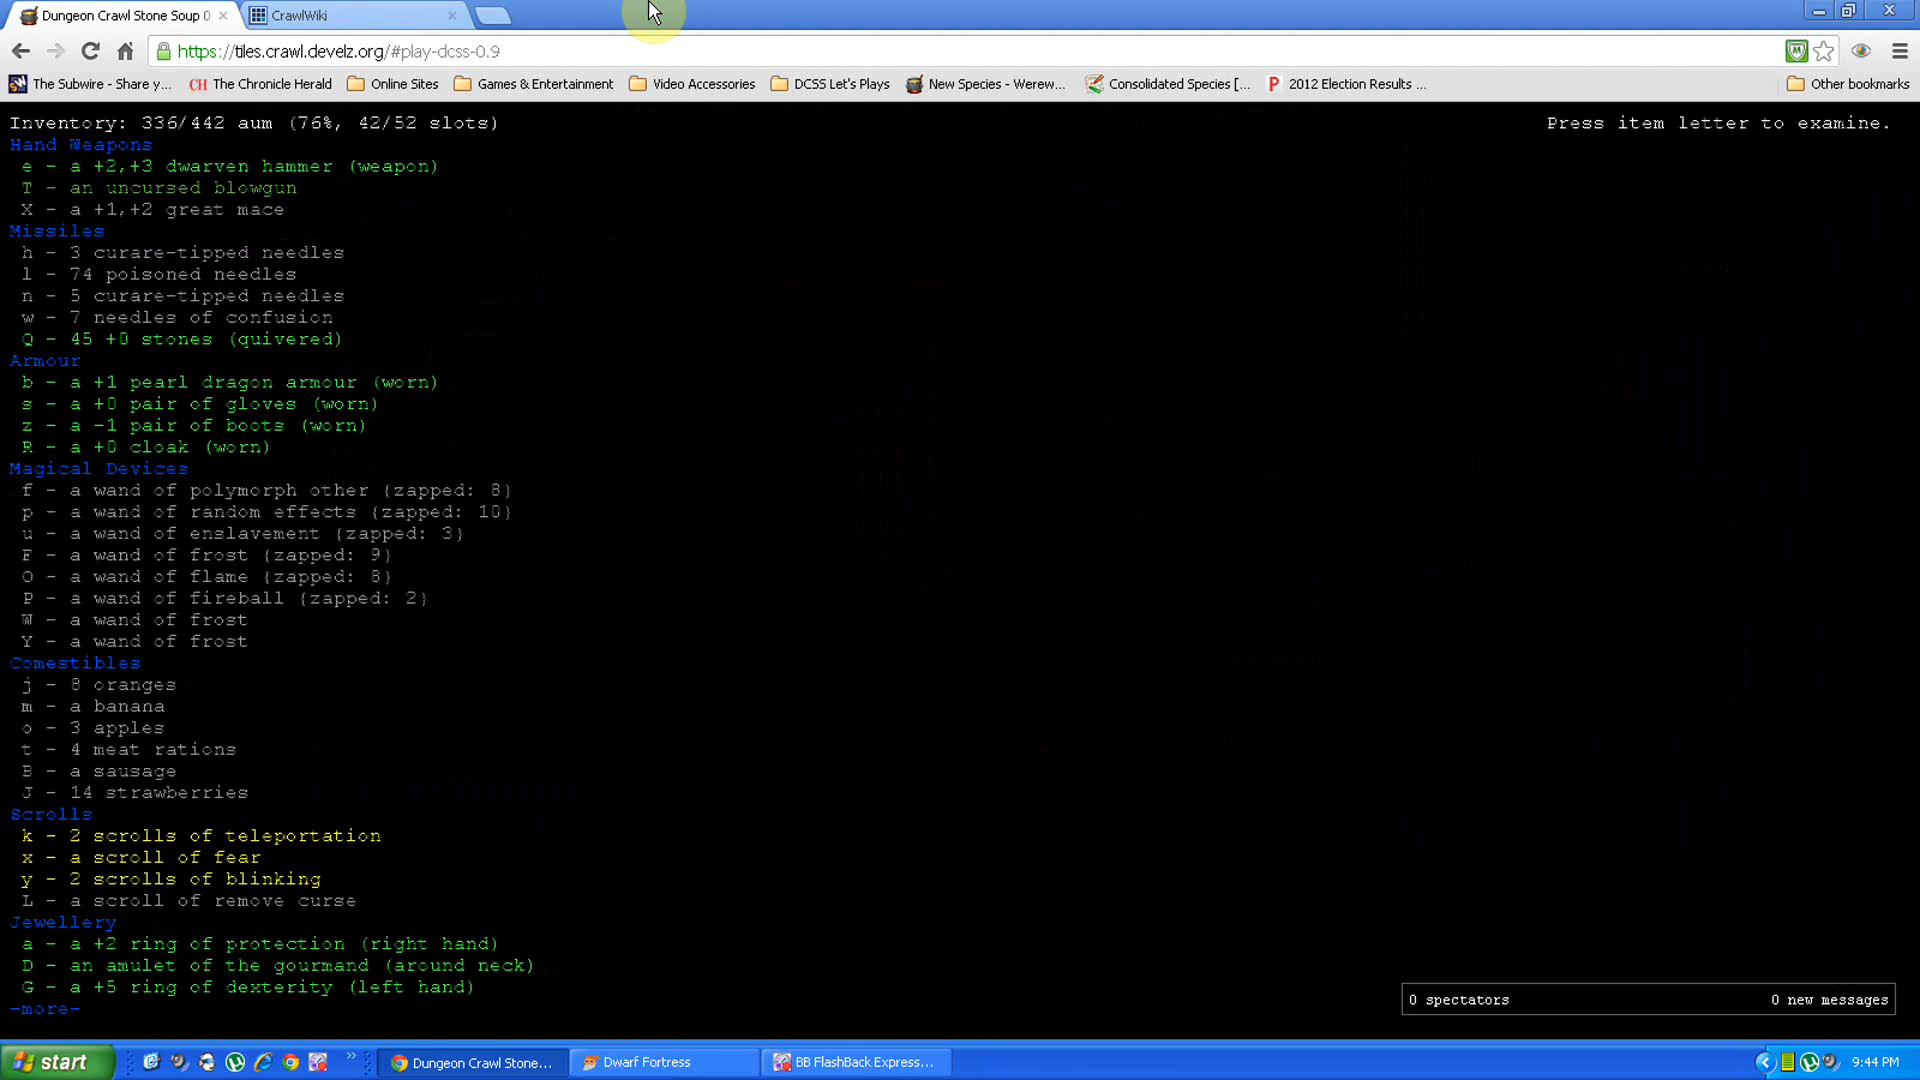 Dungeon Crawl Stone Soup 0
CrawlWiki
https://tiles.crawl.develz.org/#play-dcss-0.9
The Subwire - Share y...
CH The Chronicle Herald
Online Sites
Games & Entertainment
Video Accessories
DCSS Let's Plays
New Species - Werew...
Consolidated Species [...
P 2012 Election Results ...
Other bookmarks
Inventory: 336/442 aum (76%, 42/52 slots)
Press item letter to examine.
Hand Weapons
e - a +2,+3 dwarven hammer (weapon)
T - an uncursed blowgun
X - a +1,+2 great mace
Missiles
h - 3 curare-tipped needles
l - 74 poisoned needles
n - 5 curare-tipped needles
w - 7 needles of confusion
Q - 45 +0 stones (quivered)
Armour
b - a +1 pearl dragon armour (worn)
s - a +0 pair of gloves (worn)
z - a -1 pair of boots (worn)
R - a +0 cloak (worn)
Magical Devices
f - a wand of polymorph other {zapped: 8}
p - a wand of random effects {zapped: 10}
u - a wand of enslavement {zapped: 3}
F - a wand of frost {zapped: 9}
O - a wand of flame {zapped: 8}
P - a wand of fireball {zapped: 2}
W - a wand of frost
Y - a wand of frost
Comestibles
j - 8 oranges
m - a banana
o - 3 apples
t - 4 meat rations
B - a sausage
J - 14 strawberries
Scrolls
k - 2 scrolls of teleportation
x - a scroll of fear
y - 2 scrolls of blinking
L - a scroll of remove curse
Jewellery
a - a +2 ring of protection (right hand)
D - an amulet of the gourmand (around neck)
G - a +5 ring of dexterity (left hand)
-more-
0 spectators
0 new messages
start
Dungeon Crawl Stone...
Dwarf Fortress
BB FlashBack Express...
9:44 PM